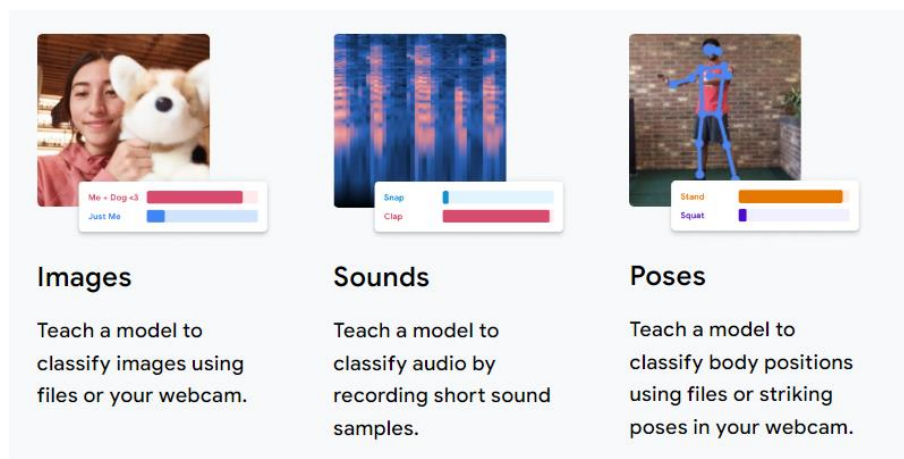 Me + Dog <3
Just Me
Snap
Clap
Stand
Squat
Images
Teach a model to
classify images using
files or your webcam.
Sounds
Teach a model to
classify audio by
recording short sound
samples.
Poses
Teach a model to
classify body positions
using files or striking
poses in your webcam.